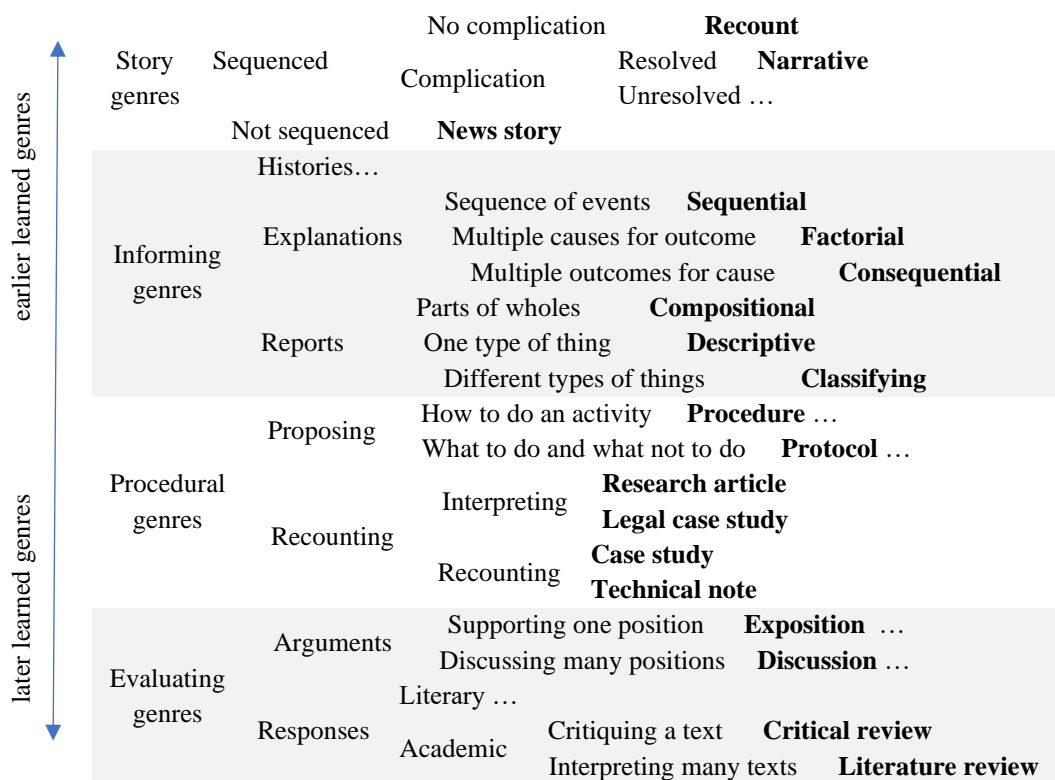 No complication Recount
Story genres Sequenced Complication Resolved Narrative
Unresolved …
Not sequenced News story
earlier learned genres
Histories…
Sequence of events Sequential
Informing genres Explanations Multiple causes for outcome Factorial
Multiple outcomes for cause Consequential
Parts of wholes Compositional
Reports One type of thing Descriptive
Different types of things Classifying
Proposing How to do an activity Procedure …
What to do and what not to do Protocol …
Procedural genres Interpreting Research article
Legal case study
Recounting Recounting Case study
Technical note
later learned genres
Arguments Supporting one position Exposition …
Discussing many positions Discussion …
Evaluating genres Literary …
Responses Academic Critiquing a text Critical review
Interpreting many texts Literature review